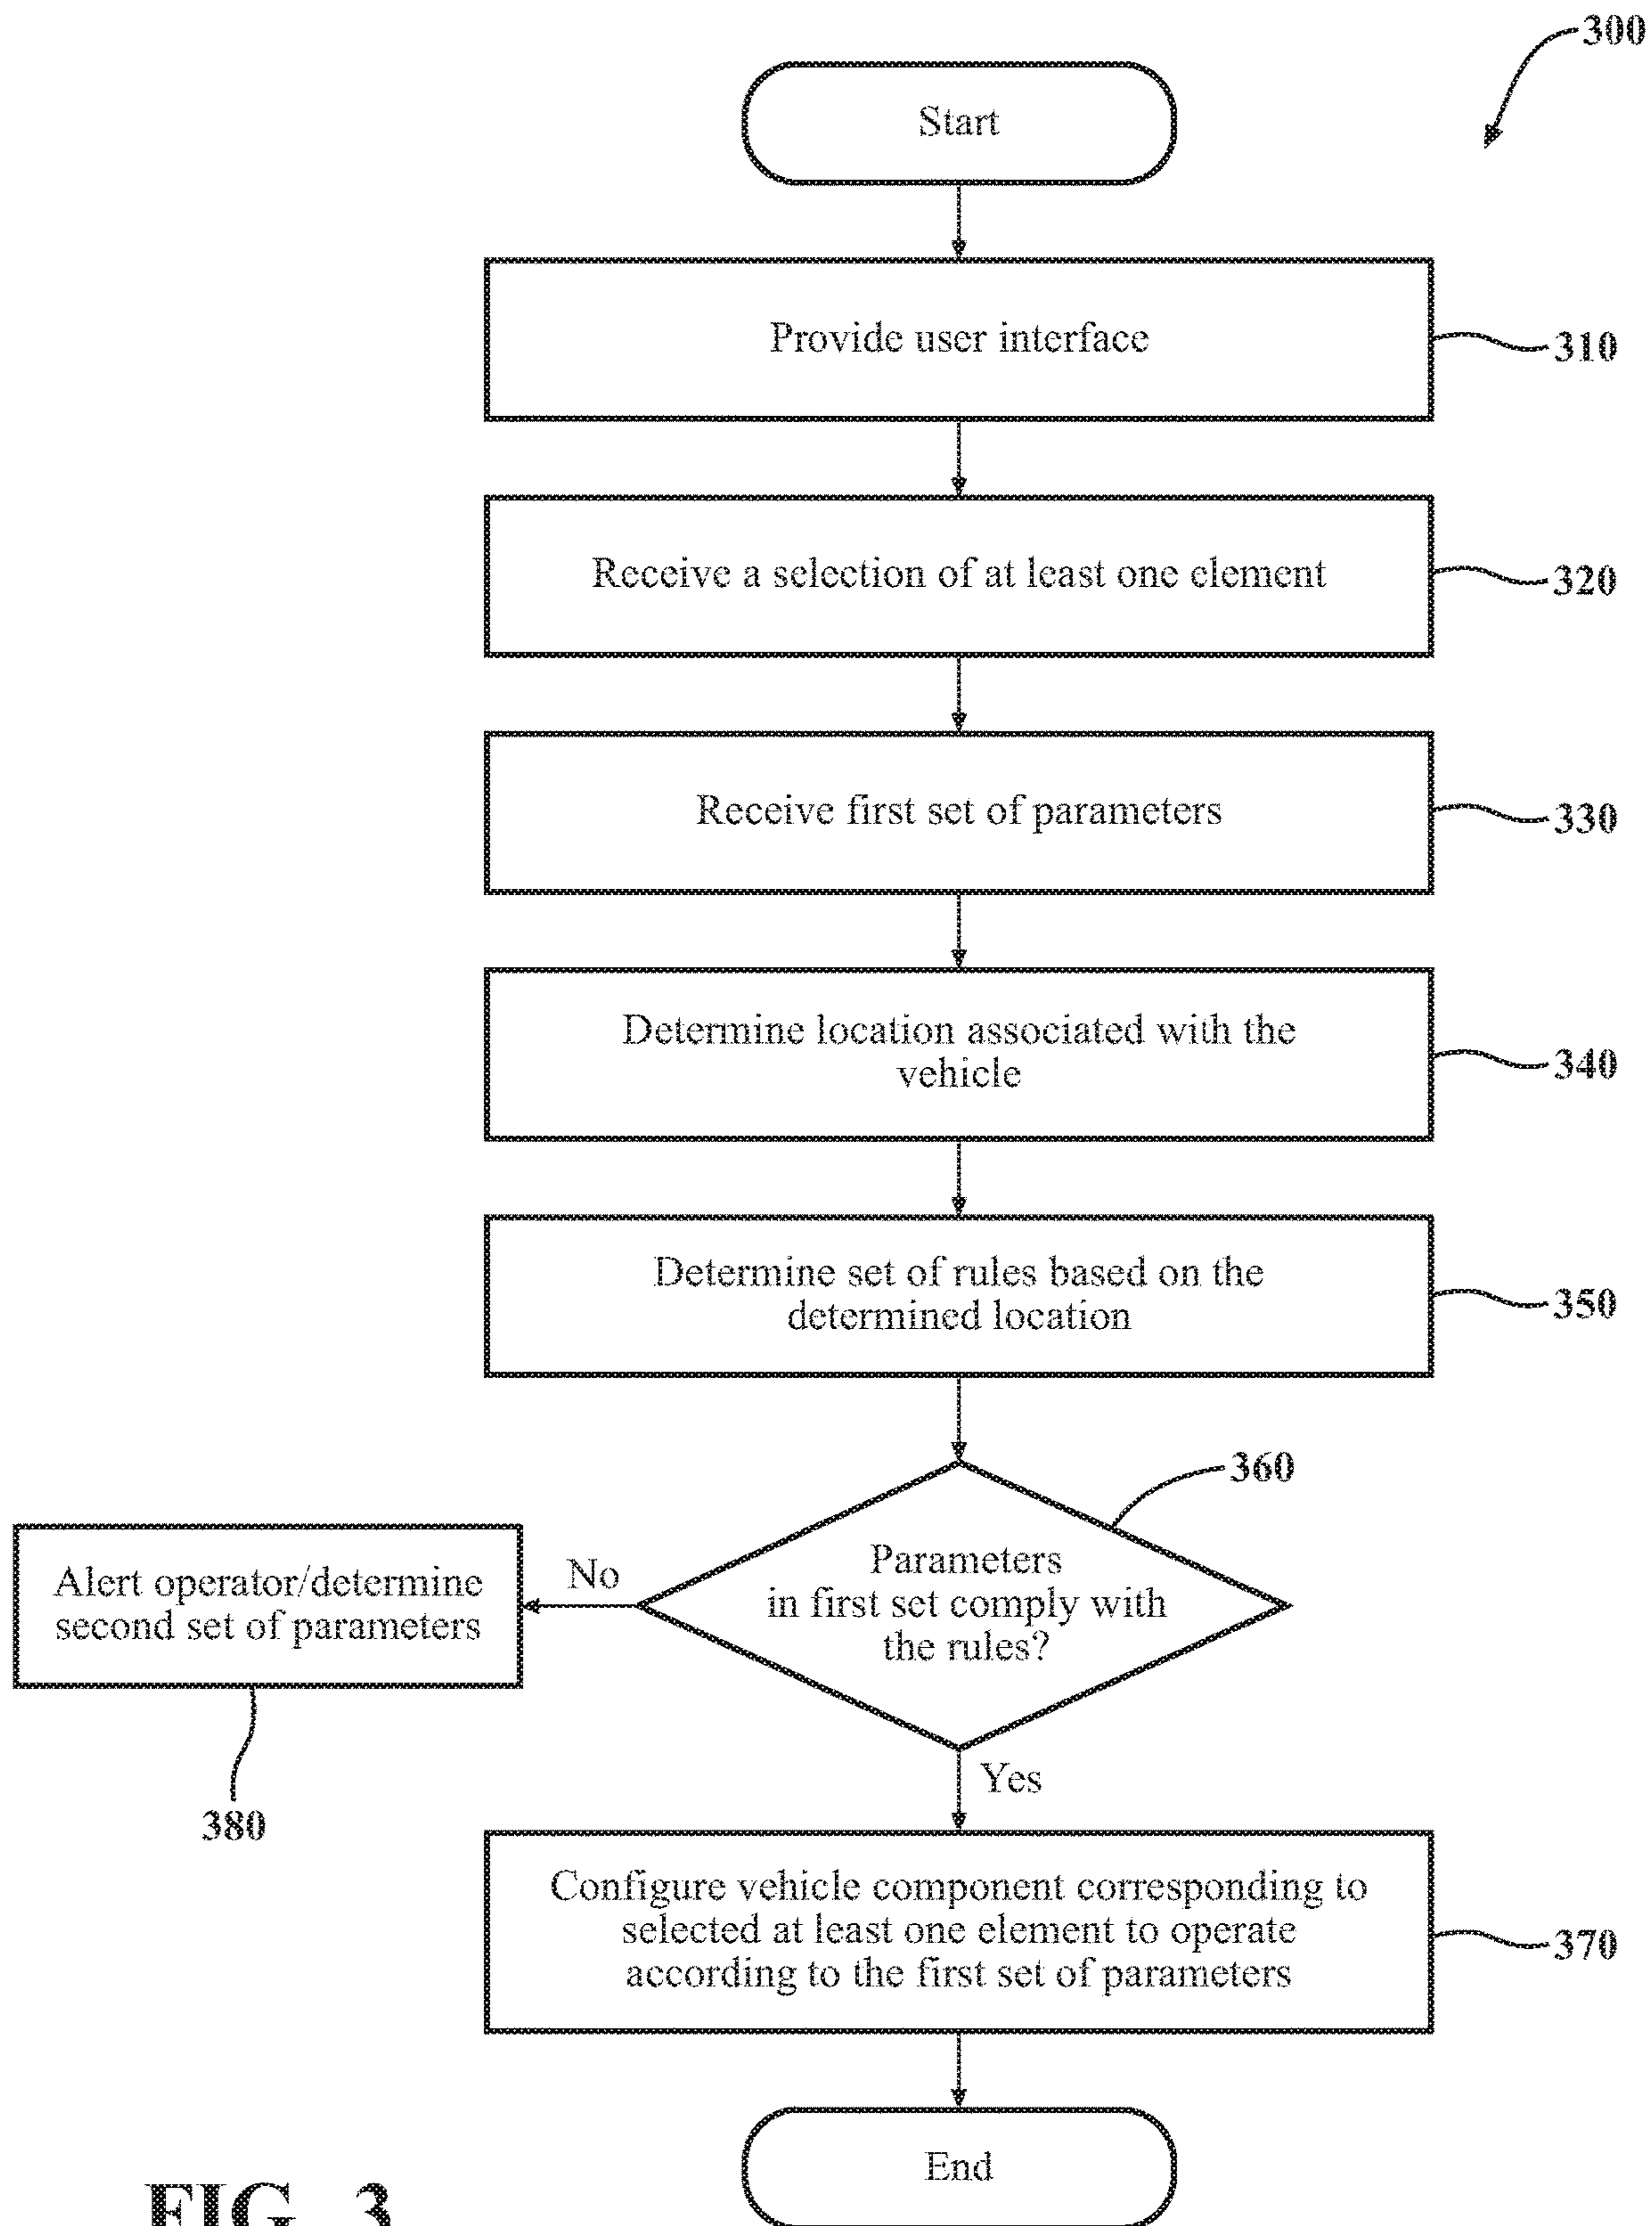 300
Start
Provide user interface
310
Receive a selection of at least one element
320
Receive first set of parameters
330
Determine location associated with the
vehicle
340
Determine set of rules based on the
determined location
350
360
Parameters
in first set comply with
the rules?
No
Alert operator/determine
second set of parameters
380
Yes
Configure vehicle component corresponding to
selected at least one element to operate
according to the first set of parameters
370
End
FIG. 3